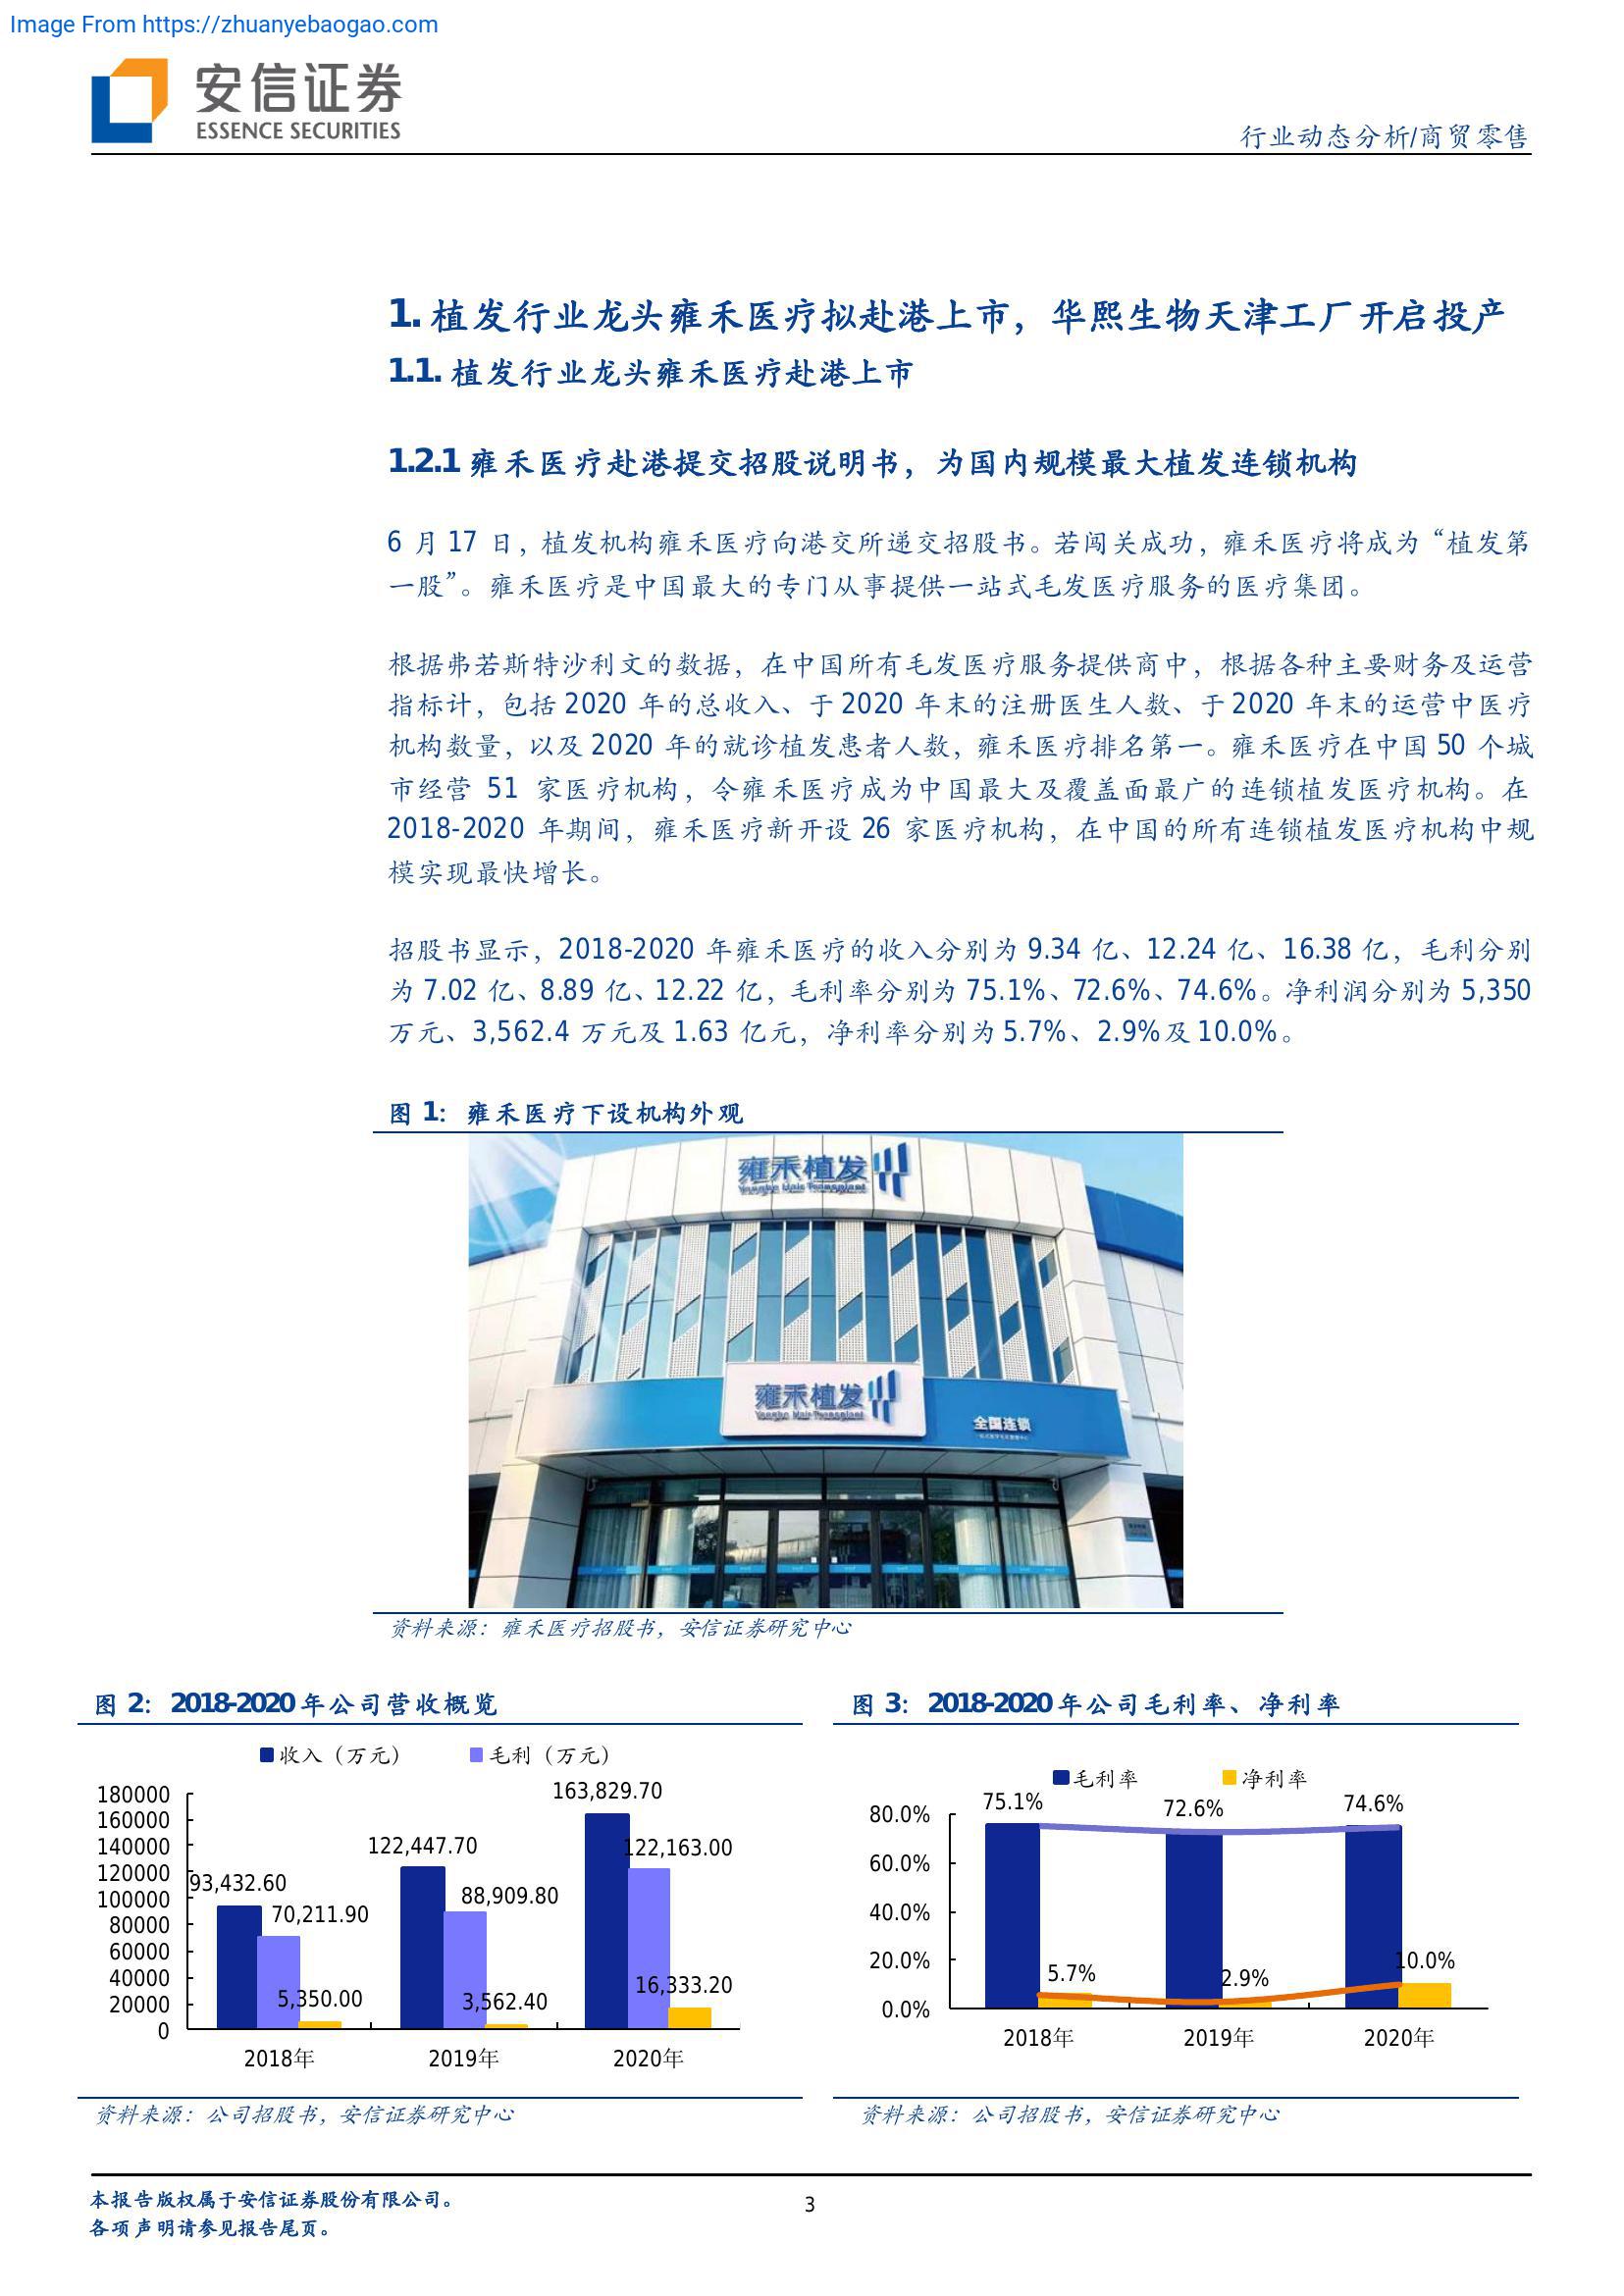 Image From https://zhuanyebaogao.com
安信证券
ESSENCE SECURITIES
行业动态分析/商贸零售
1. 植发行业龙头雍禾医疗拟赴港上市，华熙生物天津工厂开启投产
1.1. 植发行业龙头雍禾医疗赴港上市
1.2.1 雍禾医疗赴港提交招股说明书，为国内规模最大植发连锁机构
6 月 17 日，植发机构雍禾医疗向港交所递交招股书。若闯关成功，雍禾医疗将成为“植发第
一股”。雍禾医疗是中国最大的专门从事提供一站式毛发医疗服务的医疗集团。
根据弗若斯特沙利文的数据，在中国所有毛发医疗服务提供商中，根据各种主要财务及运营
指标计，包括 2020 年的总收入、于 2020 年末的注册医生人数、于 2020 年末的运营中医疗
机构数量，以及 2020 年的就诊植发患者人数，雍禾医疗排名第一。雍禾医疗在中国 50 个城
市经营 51 家医疗机构，令雍禾医疗成为中国最大及覆盖面最广的连锁植发医疗机构。在
2018-2020 年期间，雍禾医疗新开设 26 家医疗机构，在中国的所有连锁植发医疗机构中规
模实现最快增长。
招股书显示，2018-2020 年雍禾医疗的收入分别为 9.34 亿、12.24 亿、16.38 亿，毛利分别
为 7.02 亿、8.89 亿、12.22 亿，毛利率分别为 75.1%、72.6%、74.6%。净利润分别为 5,350
万元、3,562.4 万元及 1.63 亿元，净利率分别为 5.7%、2.9%及 10.0%。
图 1： 雍禾医疗下设机构外观
雍禾植发
Yonghe Hair Transplant
雍禾植发
Yonghe Hair Transplant
全国连锁
资料来源：雍禾医疗招股书，安信证券研究中心
图 2： 2018-2020 年公司营收概览
收入（万元） 毛利（万元）
180000
160000
140000
120000
100000
80000
60000
40000
20000
0
93,432.60
70,211.90
5,350.00
122,447.70
88,909.80
3,562.40
163,829.70
122,163.00
16,333.20
2018年 2019年 2020年
资料来源：公司招股书，安信证券研究中心
图 3： 2018-2020 年公司毛利率、净利率
毛利率 净利率
80.0%
60.0%
40.0%
20.0%
0.0%
75.1%
72.6%
74.6%
5.7%
2.9%
10.0%
2018年 2019年 2020年
资料来源：公司招股书，安信证券研究中心
本报告版权属于安信证券股份有限公司。
各项声明请参见报告尾页。
3